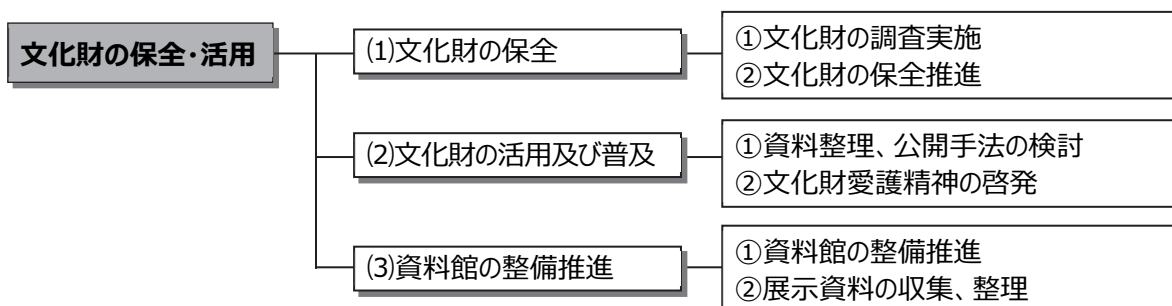 文化財の保全･活用
⑴文化財の保全
①文化財の調査実施
②文化財の保全推進
⑵文化財の活用及び普及
①資料整理、公開手法の検討
②文化財愛護精神の啓発
⑶資料館の整備推進
①資料館の整備推進
②展示資料の収集、整理